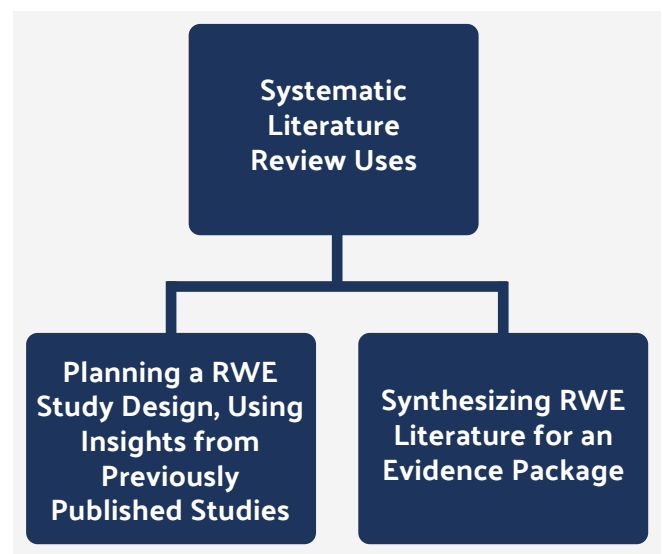 Systematic
Literature
Review Uses
Planning a RWE
Study Design, Using
Insights from
Previously
Published Studies
Synthesizing RWE
Literature for an
Evidence Package